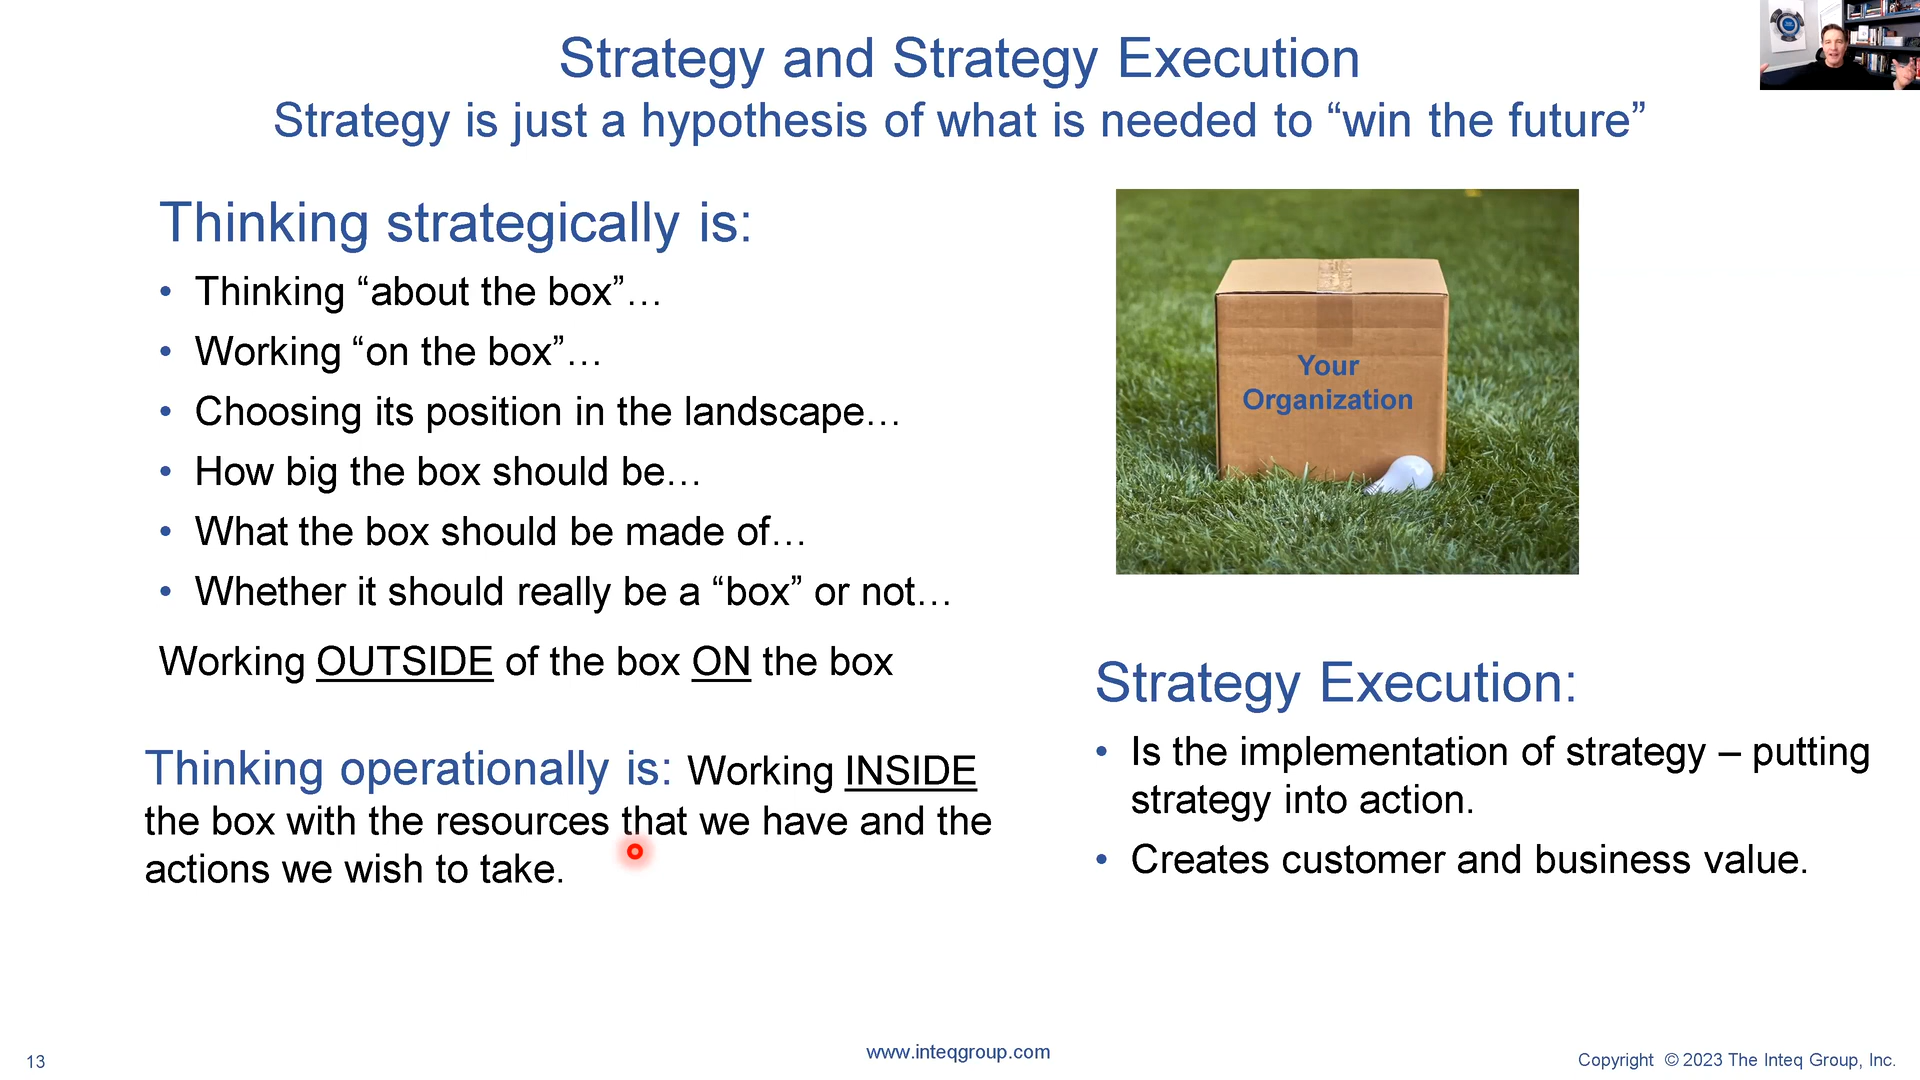 Strategy and Strategy Execution
Strategy is just a hypothesis of what is needed to “win the future”
Thinking strategically is:
• Thinking “about the box”…
• Working “on the box”…
• Choosing its position in the landscape…
• How big the box should be…
• What the box should be made of…
• Whether it should really be a “box” or not…
Working OUTSIDE of the box ON the box
Thinking operationally is: Working INSIDE
the box with the resources that we have and the
actions we wish to take.
Your
Organization
Strategy Execution:
• Is the implementation of strategy – putting
strategy into action.
• Creates customer and business value.
13
www.inteqgroup.com
Copyright © 2023 The Inteq Group, Inc.